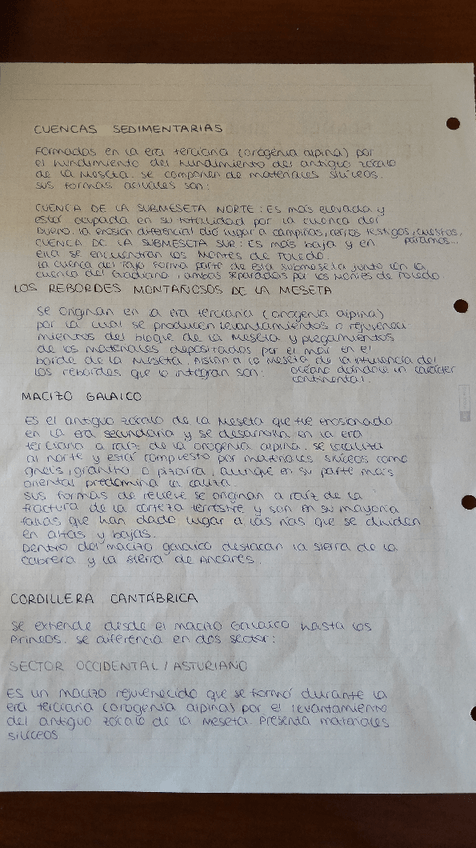 CUENCAS SEDIMENTARIAS
Formadas en la era terciaria (orogenia alpina) por
el hundimiento del hundimiento del antiguo zócalo
de la Meseta. Se componen de materiales silíceos.
Sus formas actuales son:
CUENCA DE LA SUBMESETA NORTE: Es más elevada y
está ocupada en su totalidad por la cuenca del
Duero. La erosión diferencial dio lugar a campiñas, cerros testigos, cuestas,
páramos...
CUENCA DE LA SUBMESETA SUR: Es más baja y en
ella se encuentran los Montes de Toledo.
La cuenca del Tajo forma parte de esta submeseta junto con la
cuenca del Guadiana, ambas separadas por los Montes de Toledo
LOS REBORDES MONTAÑOSOS DE LA MESETA
Se originan en la era terciaria (orogenia alpina)
por la cual se producen levantamientos o rejuveneci
mientos del bloque de la Meseta y plegamientos
de los materiales depositados por el mar en el
borde de la Meseta. Aíslan a la Meseta de la influencia del
océano dándole un carácter
continental.
Los rebordes que lo integran son:
MACIZO GALAICO
Es el antiguo zócalo de la Meseta que fue erosionado
en la era secundaria y se desarrolla en la era
terciaria a raíz de la orogenia alpina. Se localiza
al norte y está compuesto por materiales silíceos como
gneis, granito o pizarra, aunque en su parte más
oriental predomina la caliza.
Sus formas de relieve se originan a raíz de la
fractura de la corteza terrestre y son en su mayoría
fallas que han dado lugar a las rías que se dividen
en altas y bajas.
Dentro del macizo galaico destacan la sierra de la
Cabrera y la sierra de Ancares.
CORDILLERA CANTÁBRICA
Se extiende desde el macizo Galaico hasta los
Pirineos. Se diferencia en dos sector:
SECTOR OCCIDENTAL / ASTURIANO
Es un macizo rejuvenecido que se formó durante la
era terciaria (orogenia alpina) por el levantamiento
del antiguo zócalo de la Meseta. Presenta materiales
silíceos